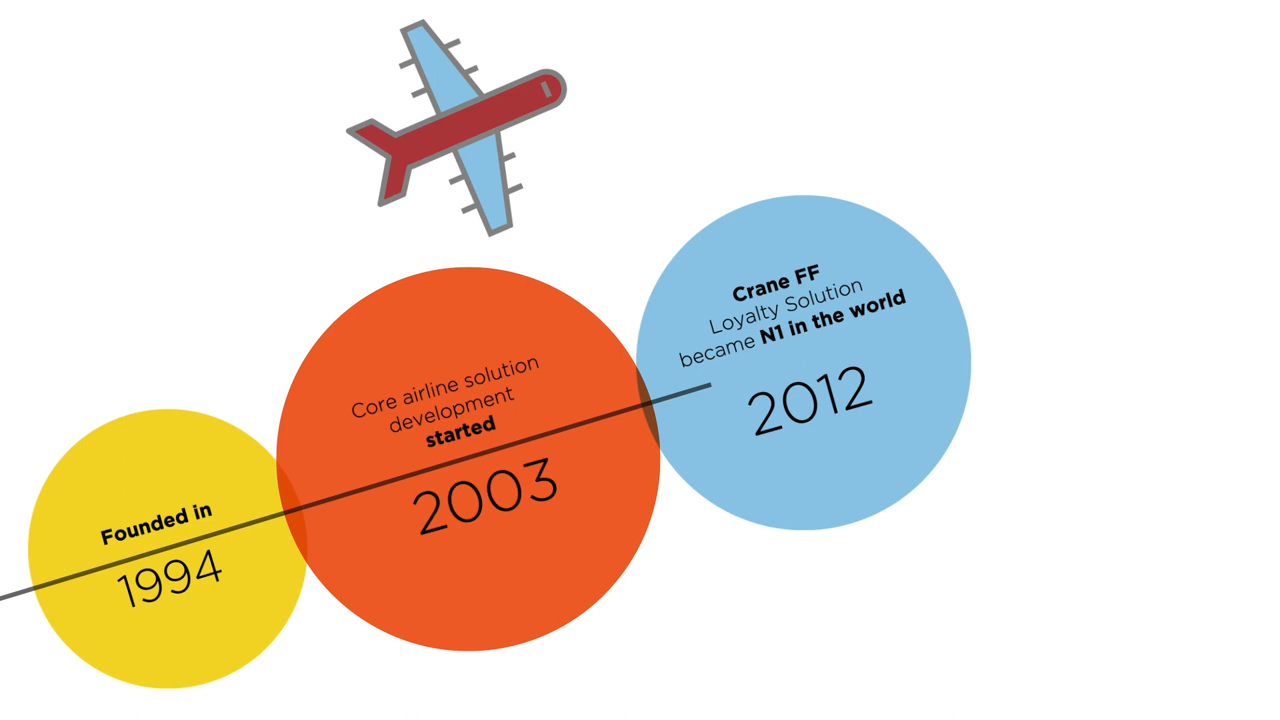 Founded in
1994
Core airline solution
development
started
2003
Crane FF
Loyalty Solution
became N1 in the world
2012